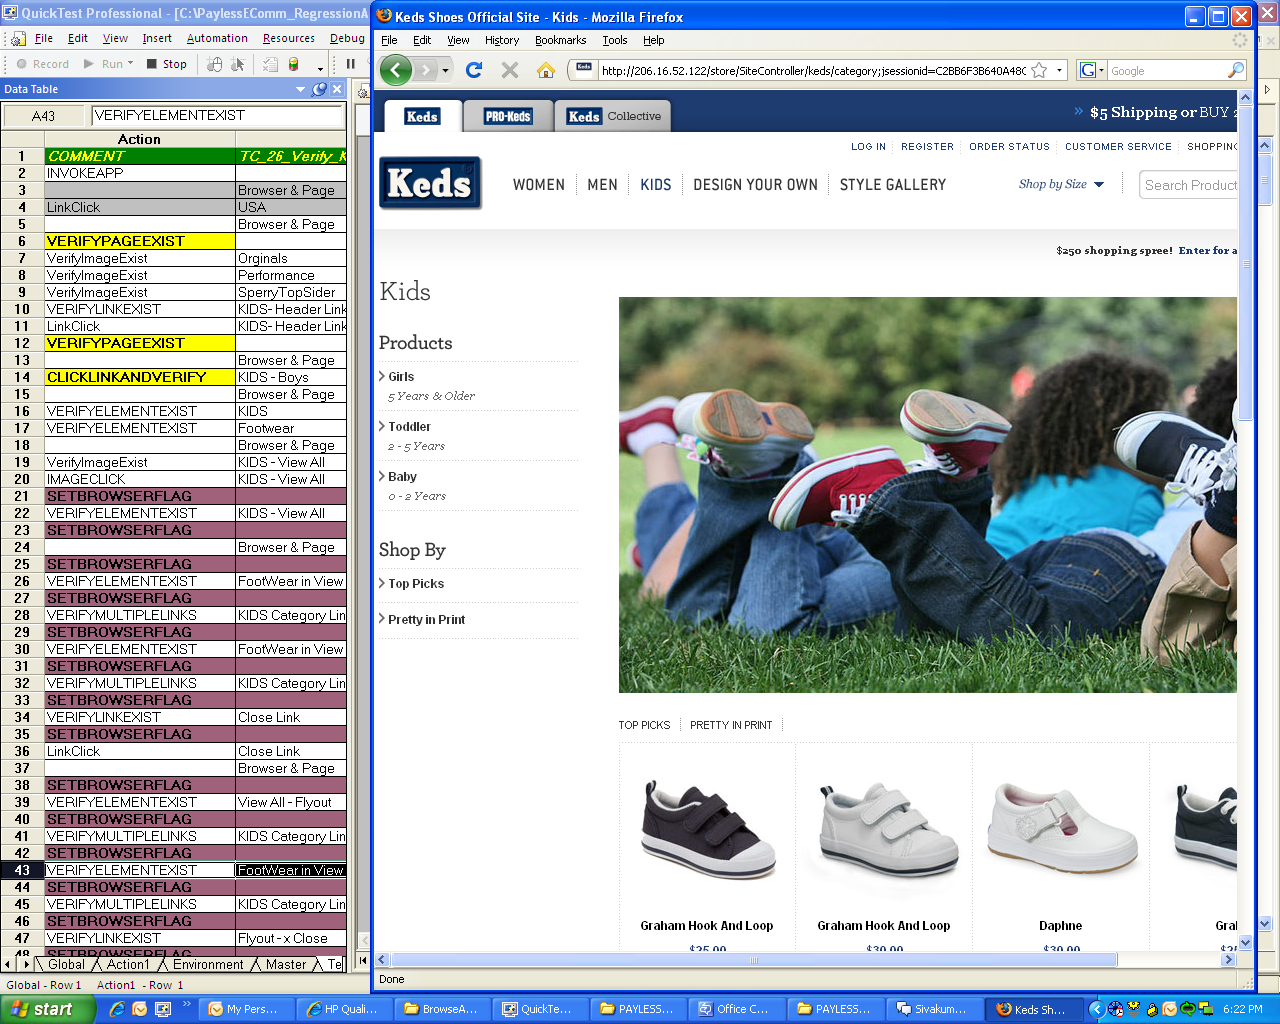 QuickTest Professional - [C:\PaylessEComm_RegressionA
File Edit View Insert Automation Resources Debug
Record Run Stop
Data Table
A43 VERIFYELEMENTEXIST
Action
1 COMMENT TC_26_Verify_K
2 INVOKEAPP
3 Browser & Page
4 LinkClick USA
5 Browser & Page
6 VERIFYPAGEEXIST
7 VerifyImageExist Orginals
8 VerifyImageExist Performance
9 VerifyImageExist SperryTopSider
10 VERIFYLINKEXIST KIDS- Header Link
11 LinkClick KIDS- Header Link
12 VERIFYPAGEEXIST
13 Browser & Page
14 CLICKLINKANDVERIFY KIDS - Boys
15 Browser & Page
16 VERIFYELEMENTEXIST KIDS
17 VERIFYELEMENTEXIST Footwear
18 Browser & Page
19 VerifyImageExist KIDS - View All
20 IMAGECLICK KIDS - View All
21 SETBROWSERFLAG
22 VERIFYELEMENTEXIST KIDS - View All
23 SETBROWSERFLAG
24 Browser & Page
25 SETBROWSERFLAG
26 VERIFYELEMENTEXIST FootWear in View
27 SETBROWSERFLAG
28 VERIFYMULTIPLELINKS KIDS Category Lin
29 SETBROWSERFLAG
30 VERIFYELEMENTEXIST FootWear in View
31 SETBROWSERFLAG
32 VERIFYMULTIPLELINKS KIDS Category Lin
33 SETBROWSERFLAG
34 VERIFYLINKEXIST Close Link
35 SETBROWSERFLAG
36 LinkClick Close Link
37 Browser & Page
38 SETBROWSERFLAG
39 VERIFYELEMENTEXIST View All - Flyout
40 SETBROWSERFLAG
41 VERIFYMULTIPLELINKS KIDS Category Lin
42 SETBROWSERFLAG
43 VERIFYELEMENTEXIST FootWear in View
44 SETBROWSERFLAG
45 VERIFYMULTIPLELINKS KIDS Category Lin
46 SETBROWSERFLAG
47 VERIFYLINKEXIST Flyout - x Close
48 SETBROWSERFLAG
Global Action1 Environment Master Te
Global - Row 1 Action1 - Row 1
Keds Shoes Official Site - Kids - Mozilla Firefox
File Edit View History Bookmarks Tools Help
Keds http://206.16.52.122/store/SiteController/keds/category;jsessionid=C2BB6F3B640A48C G Google
Keds PRO-Keds Keds Collective » $5 Shipping or BUY 2
LOG IN REGISTER ORDER STATUS CUSTOMER SERVICE SHOPPING
Keds WOMEN MEN KIDS DESIGN YOUR OWN STYLE GALLERY Shop by Size Search Product
$250 shopping spree! Enter for a
Kids
Products
Girls
5 Years & Older
Toddler
2 - 5 Years
Baby
0 - 2 Years
Shop By
Top Picks
Pretty in Print
TOP PICKS PRETTY IN PRINT
Graham Hook And Loop Graham Hook And Loop Daphne Gral
$25.00 $30.00 $30.00 $25
Done
start My Pers... HP Quali... BrowseA... QuickTe... PAYLESS... Office C... PAYLESS... Sivakum... Keds Sh... 6:22 PM